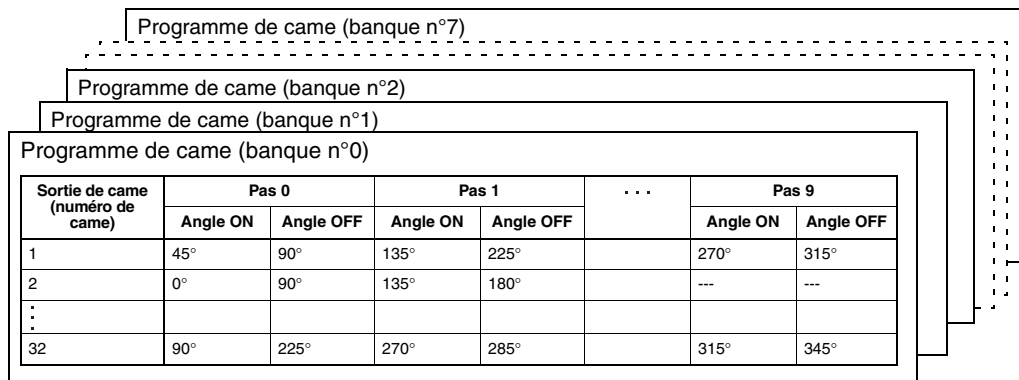 Programme de came (banque n°7)
Programme de came (banque n°2)
Programme de came (banque n°1)
Programme de came (banque n°0)
Sortie de came (numéro de came) Pas 0 Pas 1 . . . Pas 9
Angle ON Angle OFF Angle ON Angle OFF Angle ON Angle OFF
1 45° 90° 135° 225° 270° 315°
2 0° 90° 135° 180° --- ---
32 90° 225° 270° 285° 315° 345°